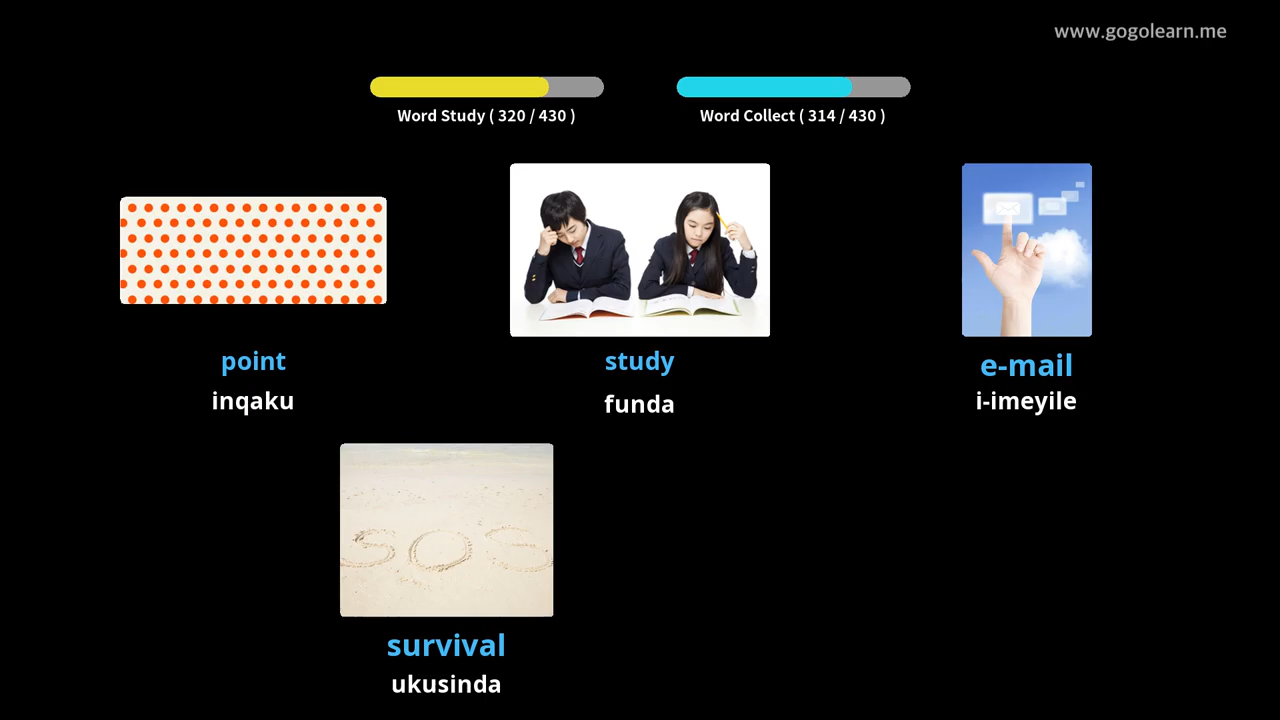 www.gogolearn.me
Word Study ( 320 / 430 )
Word Collect ( 314 / 430 )
point
inqaku
study
funda
e-mail
i-imeyile
SOS
survival
ukusinda